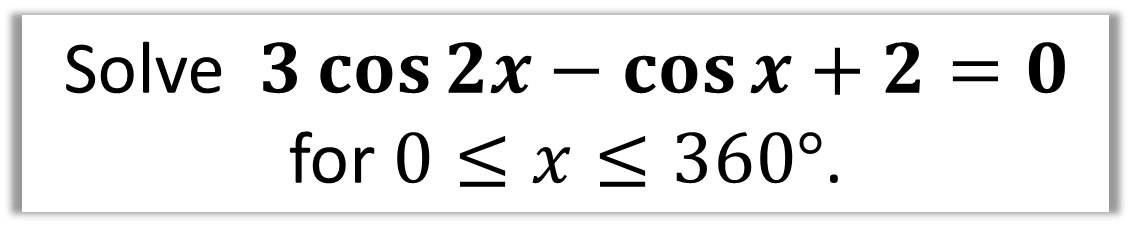 Solve 3 cos 2x − cos x + 2 = 0
for 0 ≤ x ≤ 360°.